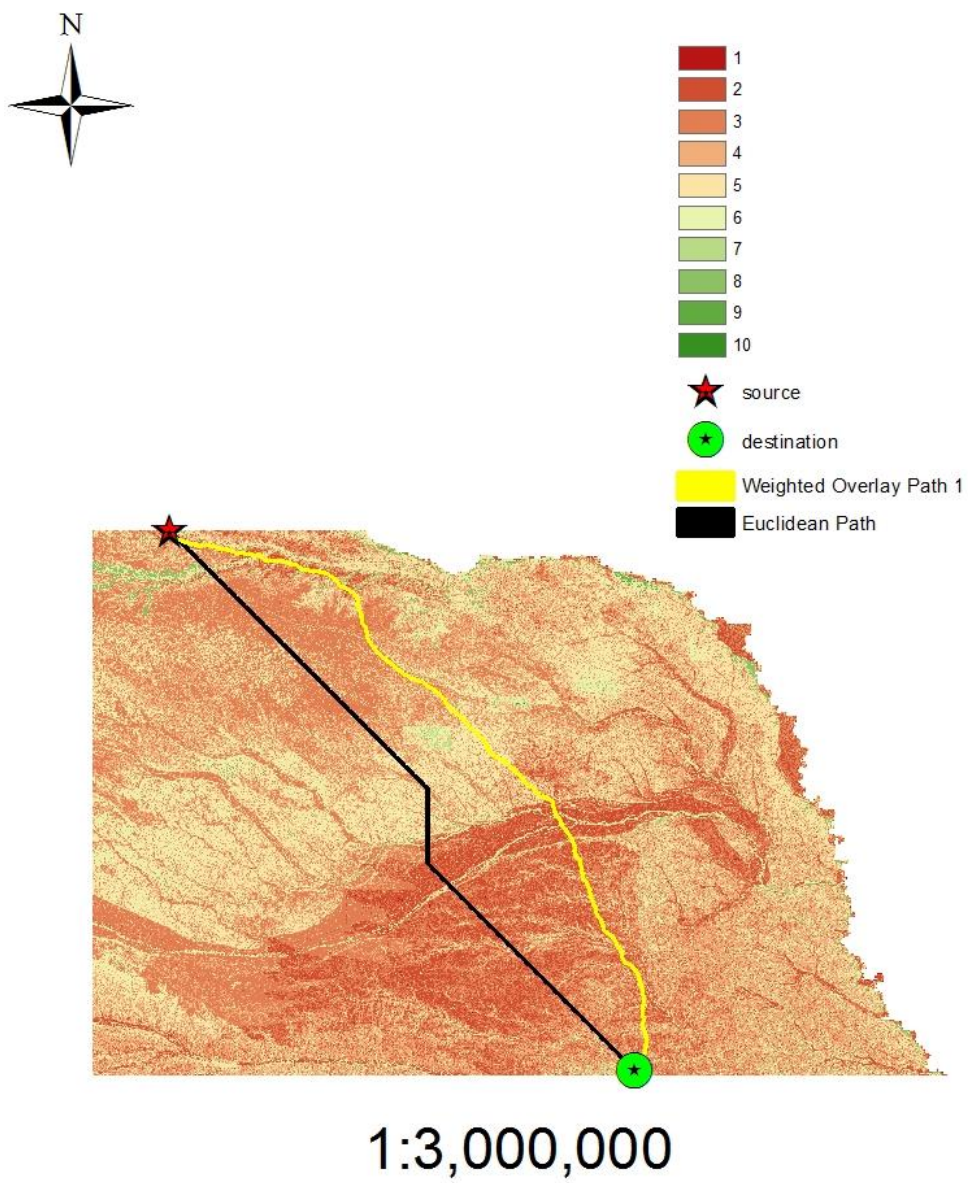 N
1
2
3
4
5
6
7
8
9
10
source
destination
Weighted Overlay Path 1
Euclidean Path
1:3,000,000